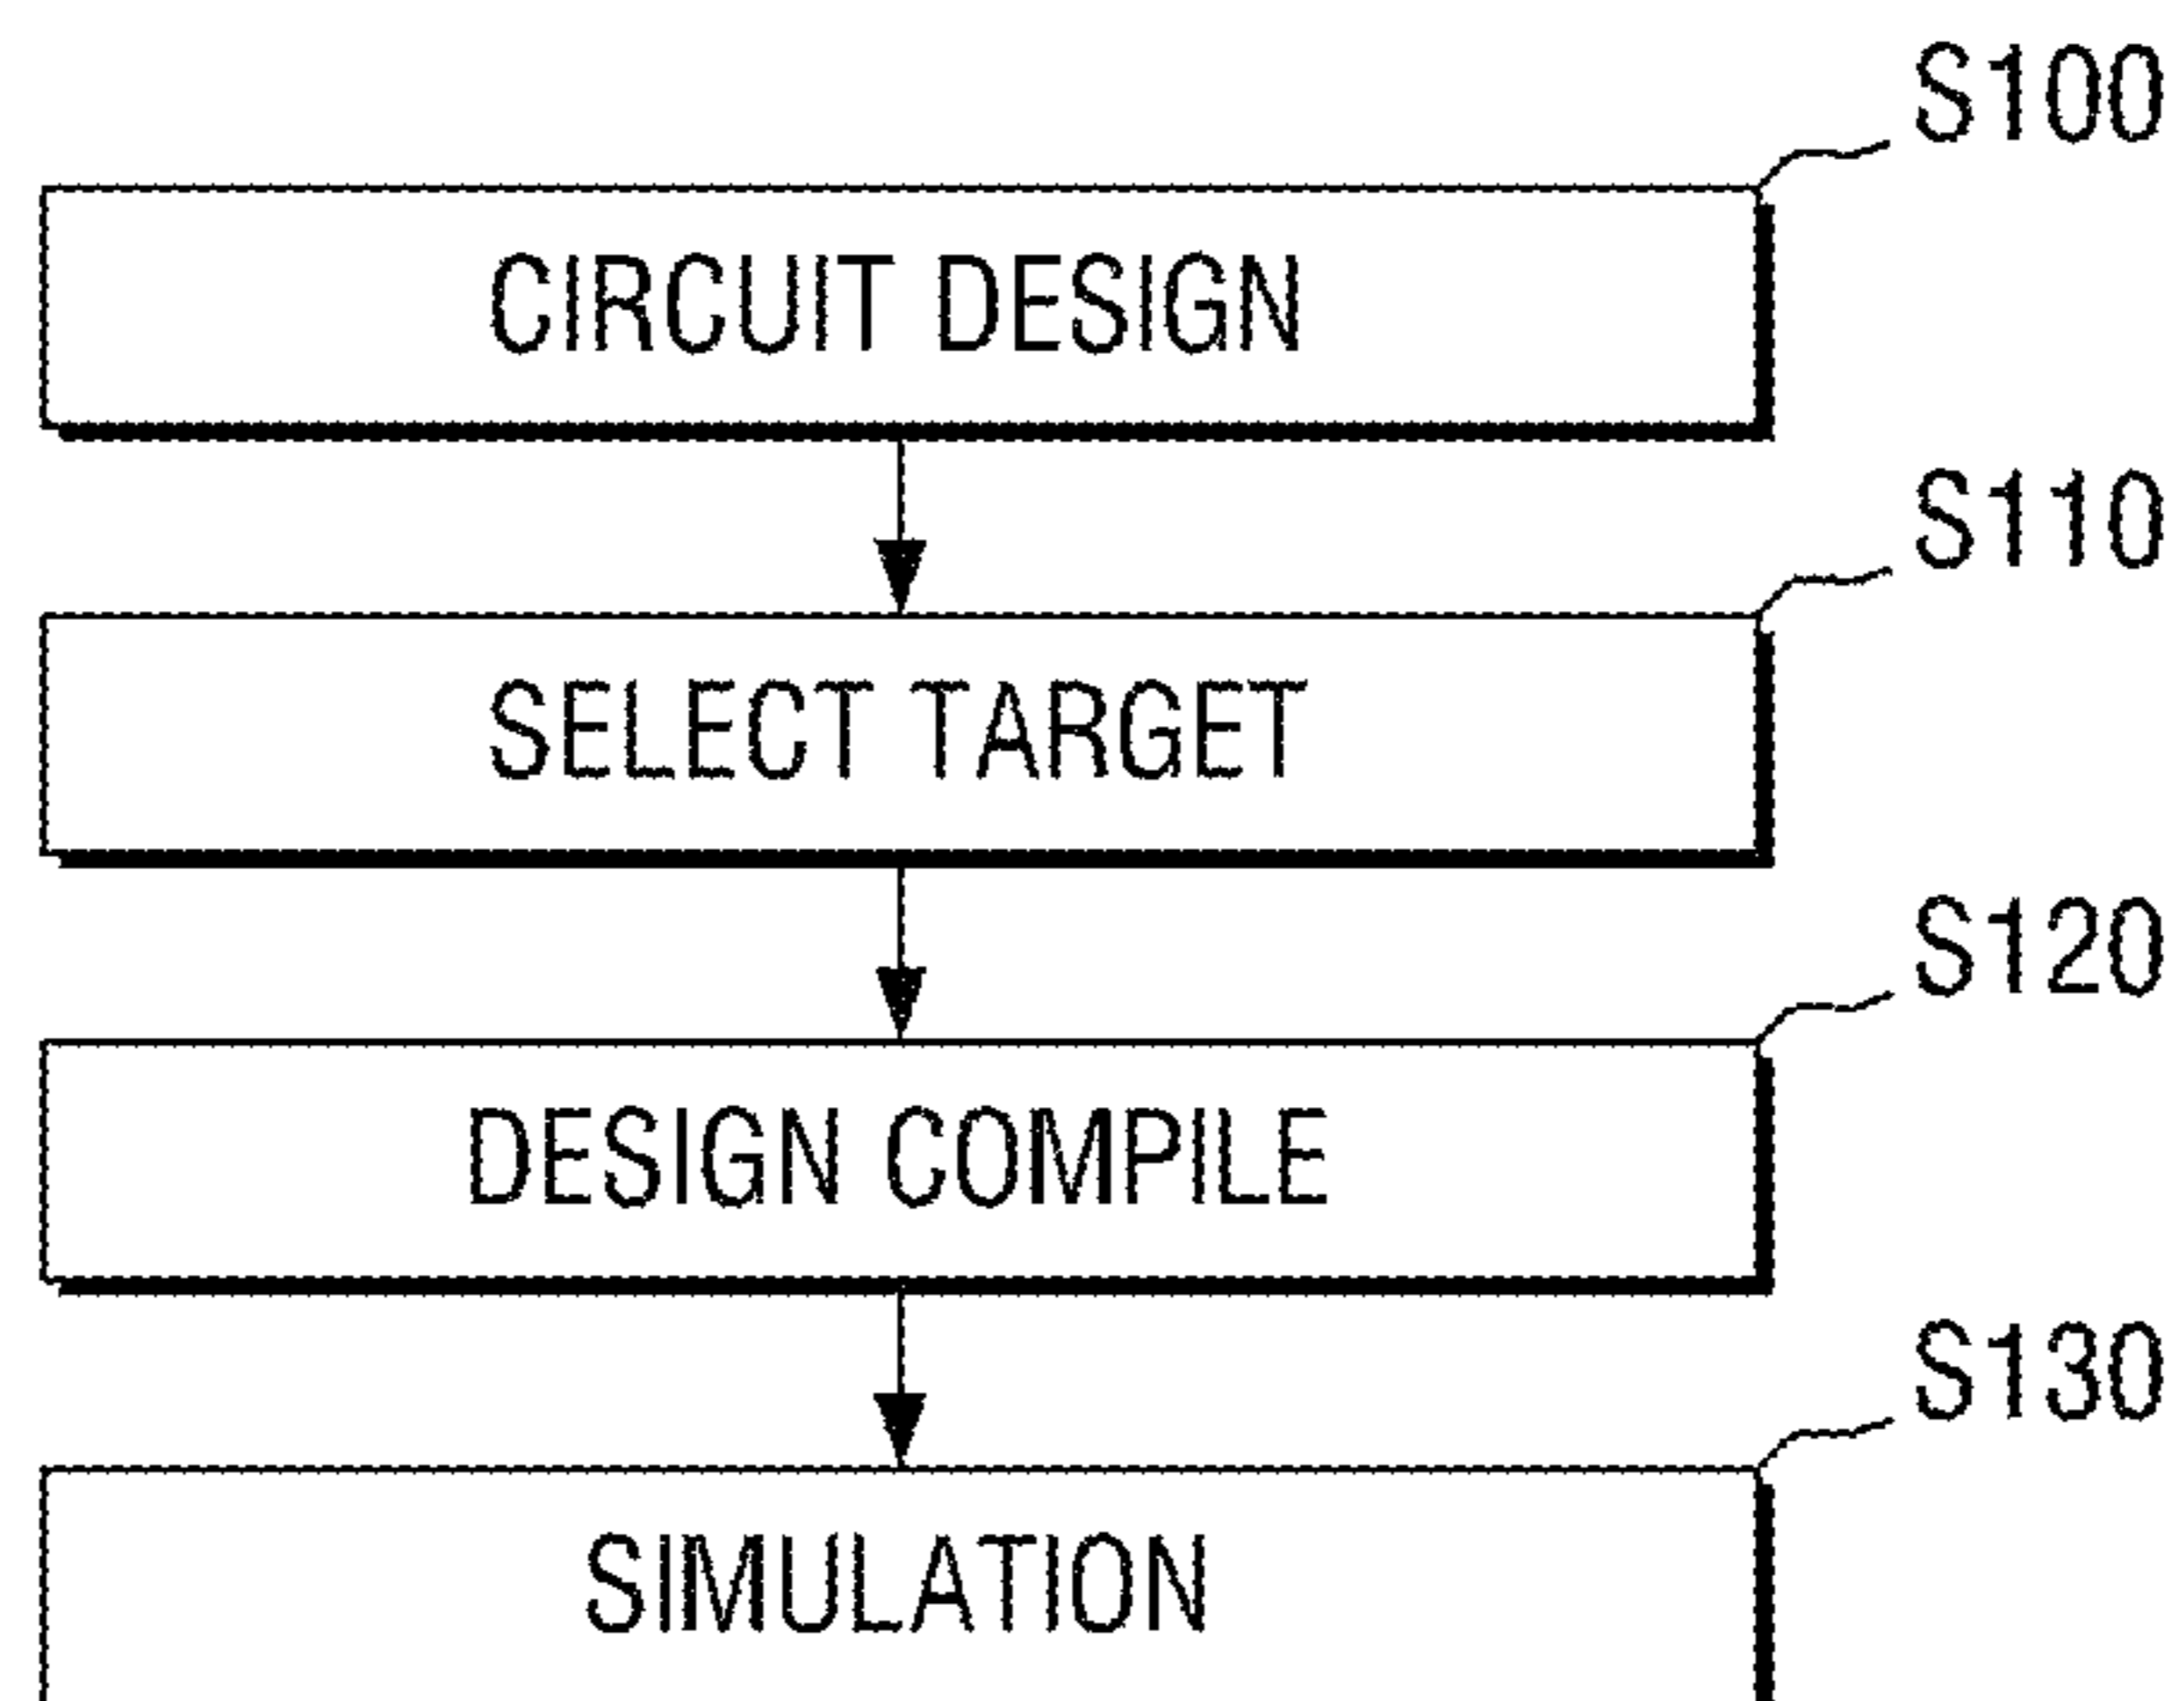 S100
CIRCUIT DESIGN
S110
SELECT TARGET
S120
DESIGN COMPILE
S130
SIMULATION